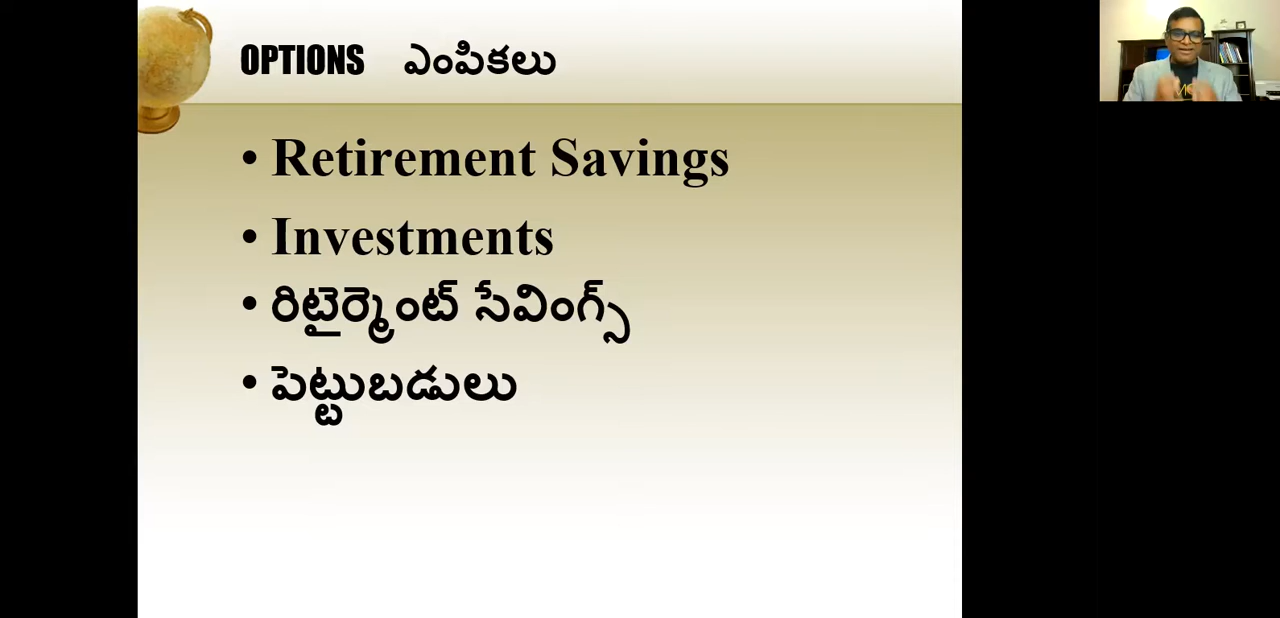 OPTIONS ఎంపికలు
• Retirement Savings
• Investments
• రిటైర్మెంట్ సేవింగ్స్
• పెట్టుబడులు